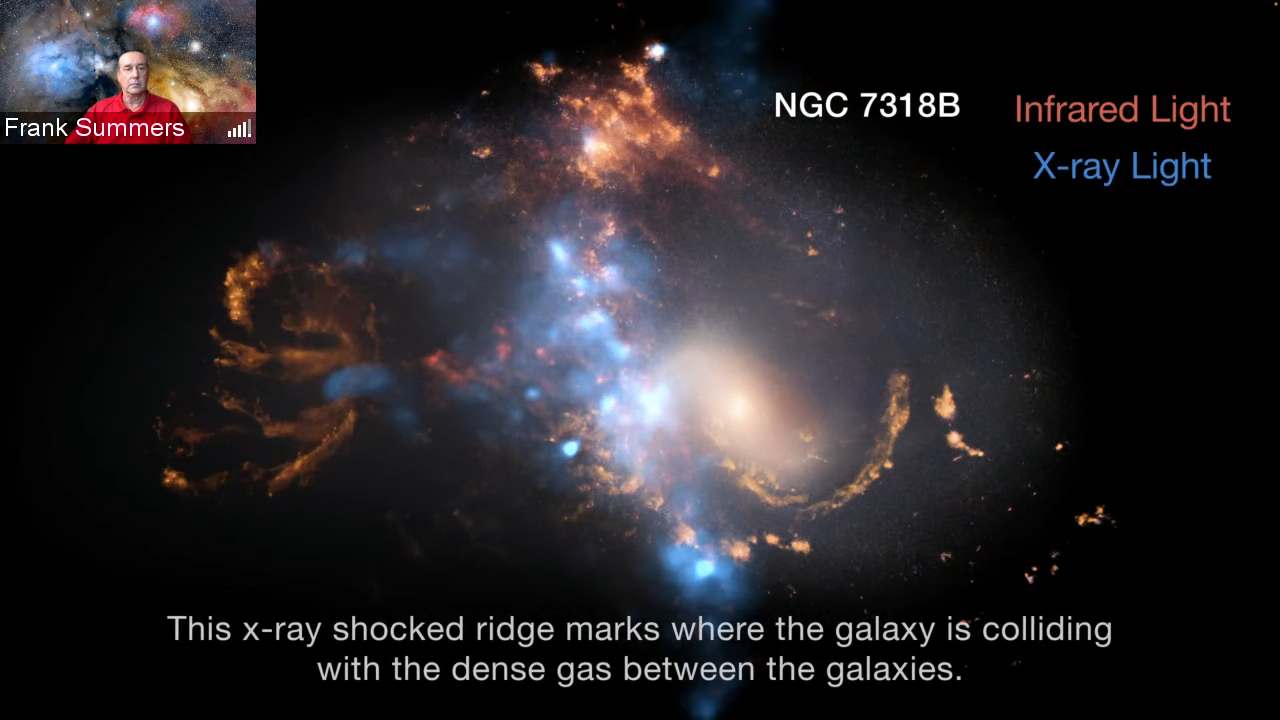 Frank Summers
NGC 7318B
Infrared Light
X-ray Light
This x-ray shocked ridge marks where the galaxy is colliding
with the dense gas between the galaxies.